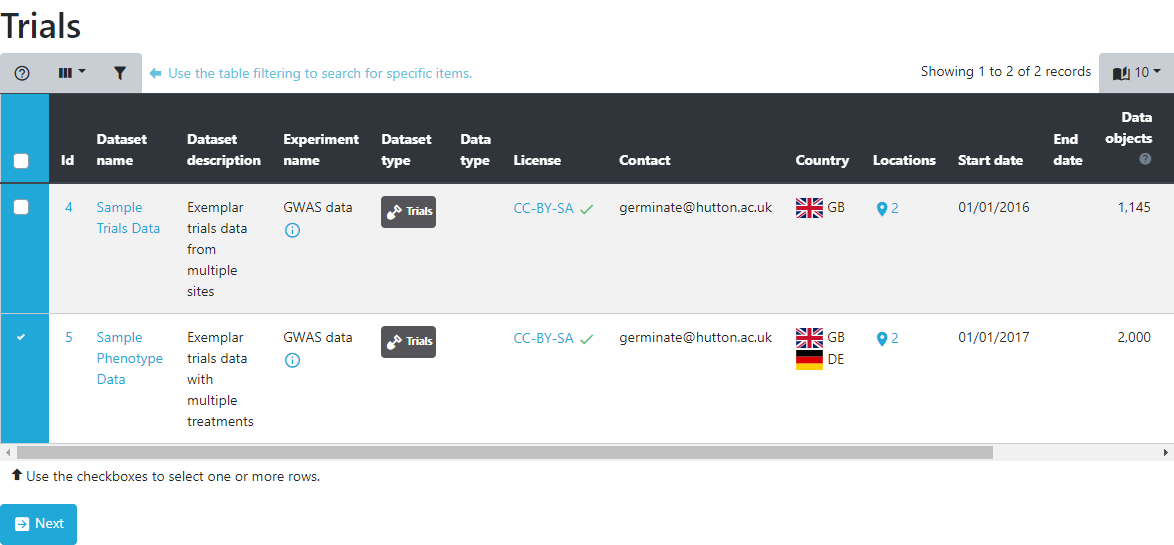 Trials
Use the table filtering to search for specific items.
Showing 1 to 2 of 2 records
10
Id
Dataset name
Dataset description
Experiment name
Dataset type
Data type
License
Contact
Country
Locations
Start date
End date
Data objects
4
Sample
Trials Data
Exemplar
trials data
from
multiple
sites
GWAS data
Trials
CC-BY-SA
germinate@hutton.ac.uk
GB
2
01/01/2016
1,145
5
Sample
Phenotype
Data
Exemplar
trials data
with
multiple
treatments
GWAS data
Trials
CC-BY-SA
germinate@hutton.ac.uk
GB
DE
2
01/01/2017
2,000
Use the checkboxes to select one or more rows.
Next